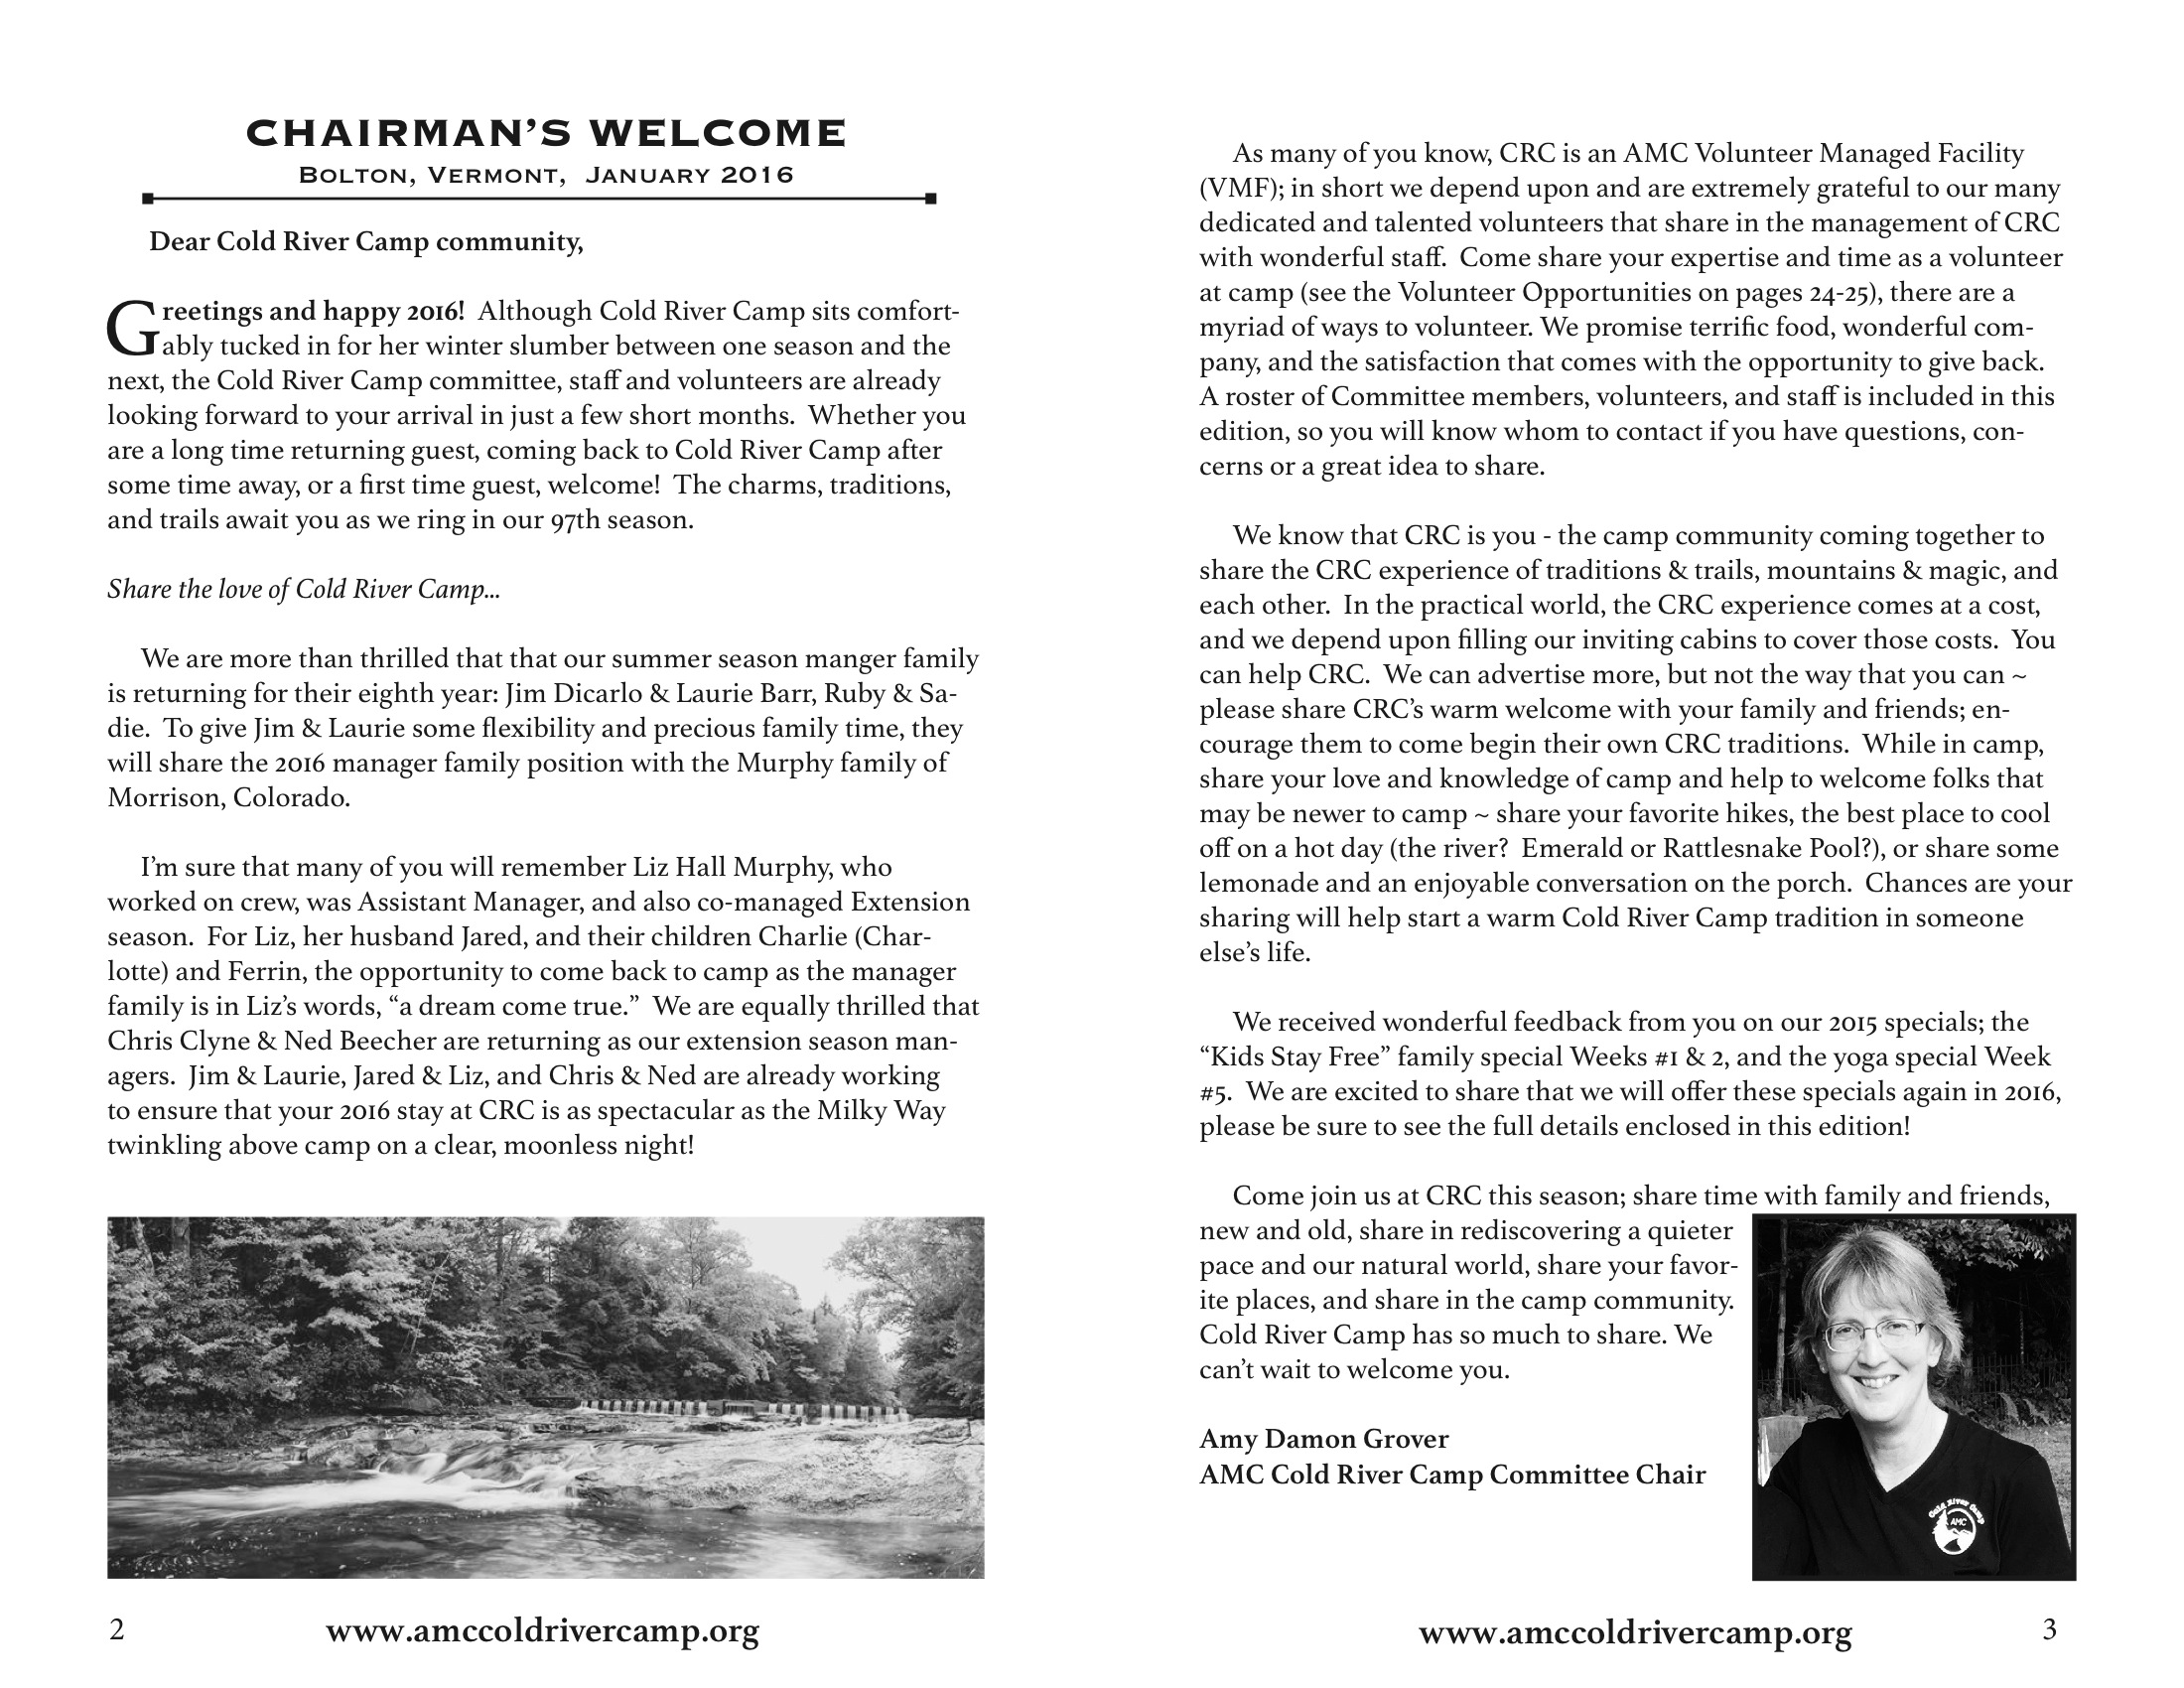 CHAIRMAN'S WELCOME
BOLTON, VERMONT, JANUARY 2016
Dear Cold River Camp community,
Greetings and happy 2016! Although Cold River Camp sits comfort-
ably tucked in for her winter slumber between one season and the
next, the Cold River Camp committee, staff and volunteers are already
looking forward to your arrival in just a few short months. Whether you
are a long time returning guest, coming back to Cold River Camp after
some time away, or a first time guest, welcome! The charms, traditions,
and trails await you as we ring in our 97th season.
Share the love of Cold River Camp...
We are more than thrilled that that our summer season manger family
is returning for their eighth year: Jim Dicarlo & Laurie Barr, Ruby & Sa-
die. To give Jim & Laurie some flexibility and precious family time, they
will share the 2016 manager family position with the Murphy family of
Morrison, Colorado.
I'm sure that many of you will remember Liz Hall Murphy, who
worked on crew, was Assistant Manager, and also co-managed Extension
season. For Liz, her husband Jared, and their children Charlie (Char-
lotte) and Ferrin, the opportunity to come back to camp as the manager
family is in Liz's words, "a dream come true." We are equally thrilled that
Chris Clyne & Ned Beecher are returning as our extension season man-
agers. Jim & Laurie, Jared & Liz, and Chris & Ned are already working
to ensure that your 2016 stay at CRC is as spectacular as the Milky Way
twinkling above camp on a clear, moonless night!
2 www.amccoldrivercamp.org
As many of you know, CRC is an AMC Volunteer Managed Facility
(VMF); in short we depend upon and are extremely grateful to our many
dedicated and talented volunteers that share in the management of CRC
with wonderful staff. Come share your expertise and time as a volunteer
at camp (see the Volunteer Opportunities on pages 24-25), there are a
myriad of ways to volunteer. We promise terrific food, wonderful com-
pany, and the satisfaction that comes with the opportunity to give back.
A roster of Committee members, volunteers, and staff is included in this
edition, so you will know whom to contact if you have questions, con-
cerns or a great idea to share.
We know that CRC is you - the camp community coming together to
share the CRC experience of traditions & trails, mountains & magic, and
each other. In the practical world, the CRC experience comes at a cost,
and we depend upon filling our inviting cabins to cover those costs. You
can help CRC. We can advertise more, but not the way that you can ~
please share CRC's warm welcome with your family and friends; en-
courage them to come begin their own CRC traditions. While in camp,
share your love and knowledge of camp and help to welcome folks that
may be newer to camp ~ share your favorite hikes, the best place to cool
off on a hot day (the river? Emerald or Rattlesnake Pool?), or share some
lemonade and an enjoyable conversation on the porch. Chances are your
sharing will help start a warm Cold River Camp tradition in someone
else's life.
We received wonderful feedback from you on our 2015 specials; the
"Kids Stay Free" family special Weeks #1 & 2, and the yoga special Week
#5. We are excited to share that we will offer these specials again in 2016,
please be sure to see the full details enclosed in this edition!
Come join us at CRC this season; share time with family and friends,
new and old, share in rediscovering a quieter
pace and our natural world, share your favor-
ite places, and share in the camp community.
Cold River Camp has so much to share. We
can't wait to welcome you.
Amy Damon Grover
AMC Cold River Camp Committee Chair
Cold River Camp
AMC
www.amccoldrivercamp.org 3